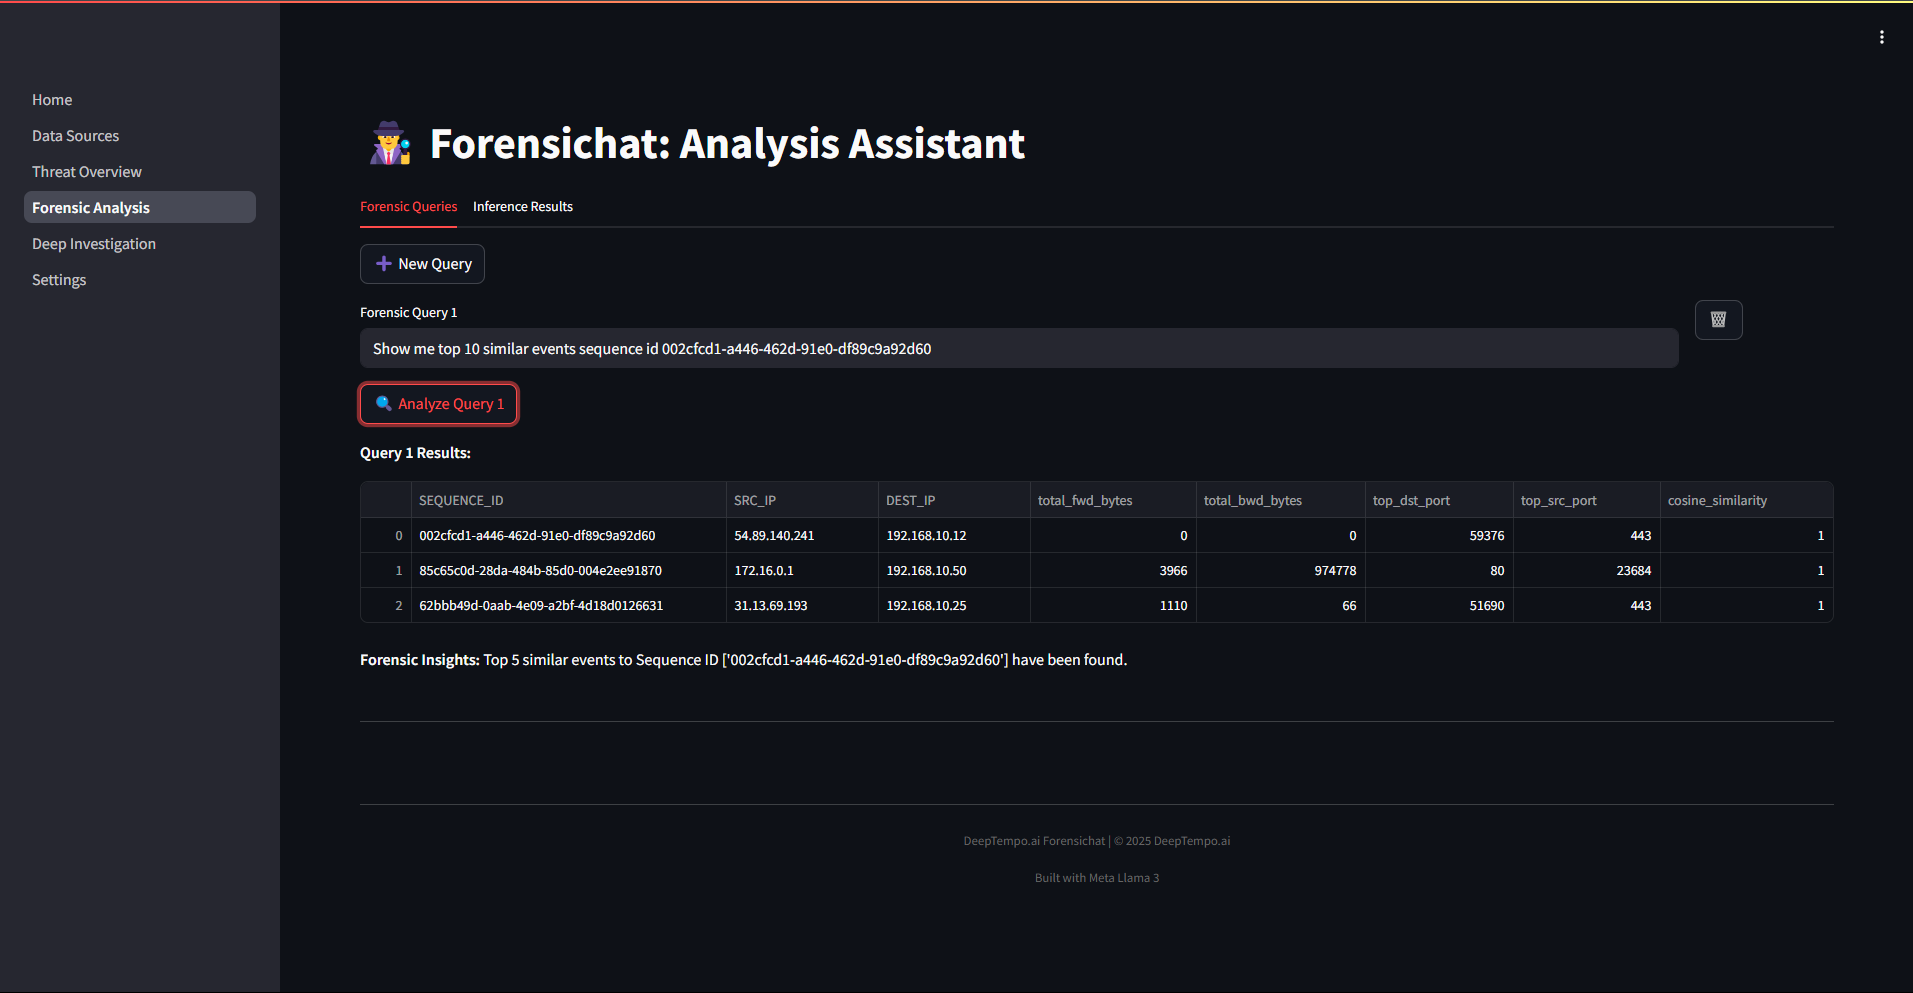 Home
Data Sources
Threat Overview
Forensic Analysis
Deep Investigation
Settings
Forensichat: Analysis Assistant
Forensic Queries Inference Results
New Query
Forensic Query 1
Show me top 10 similar events sequence id 002cfcd1-a446-462d-91e0-df89c9a92d60
Analyze Query 1
Query 1 Results:
SEQUENCE_ID SRC_IP DEST_IP total_fwd_bytes total_bwd_bytes top_dst_port top_src_port cosine_similarity
0 002cfcd1-a446-462d-91e0-df89c9a92d60 54.89.140.241 192.168.10.12 0 0 59376 443 1
1 85c65c0d-28da-484b-85d0-004e2ee91870 172.16.0.1 192.168.10.50 3966 974778 80 23684 1
2 62bbb49d-0aab-4e09-a2bf-4d18d0126631 31.13.69.193 192.168.10.25 1110 66 51690 443 1
Forensic Insights: Top 5 similar events to Sequence ID ['002cfcd1-a446-462d-91e0-df89c9a92d60'] have been found.
DeepTempo.ai Forensichat | © 2025 DeepTempo.ai
Built with Meta Llama 3